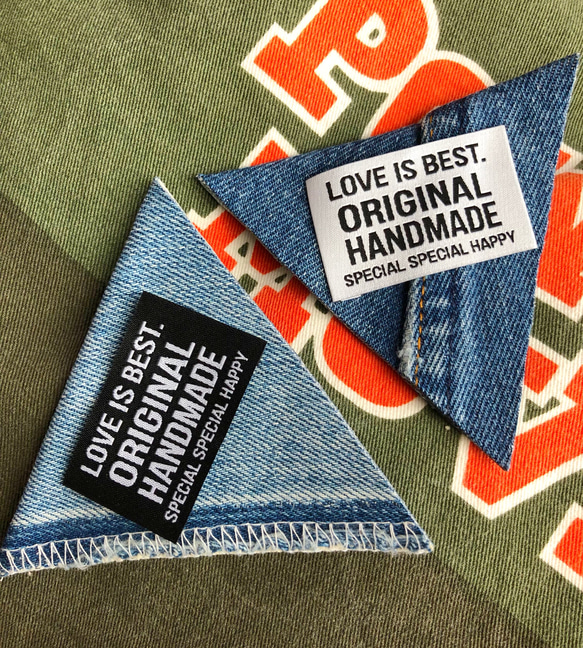 LOVE IS BEST.
ORIGINAL
HANDMADE
SPECIAL SPECIAL HAPPY
LOVE IS BEST.
ORIGINAL
HANDMADE
SPECIAL SPECIAL HAPPY